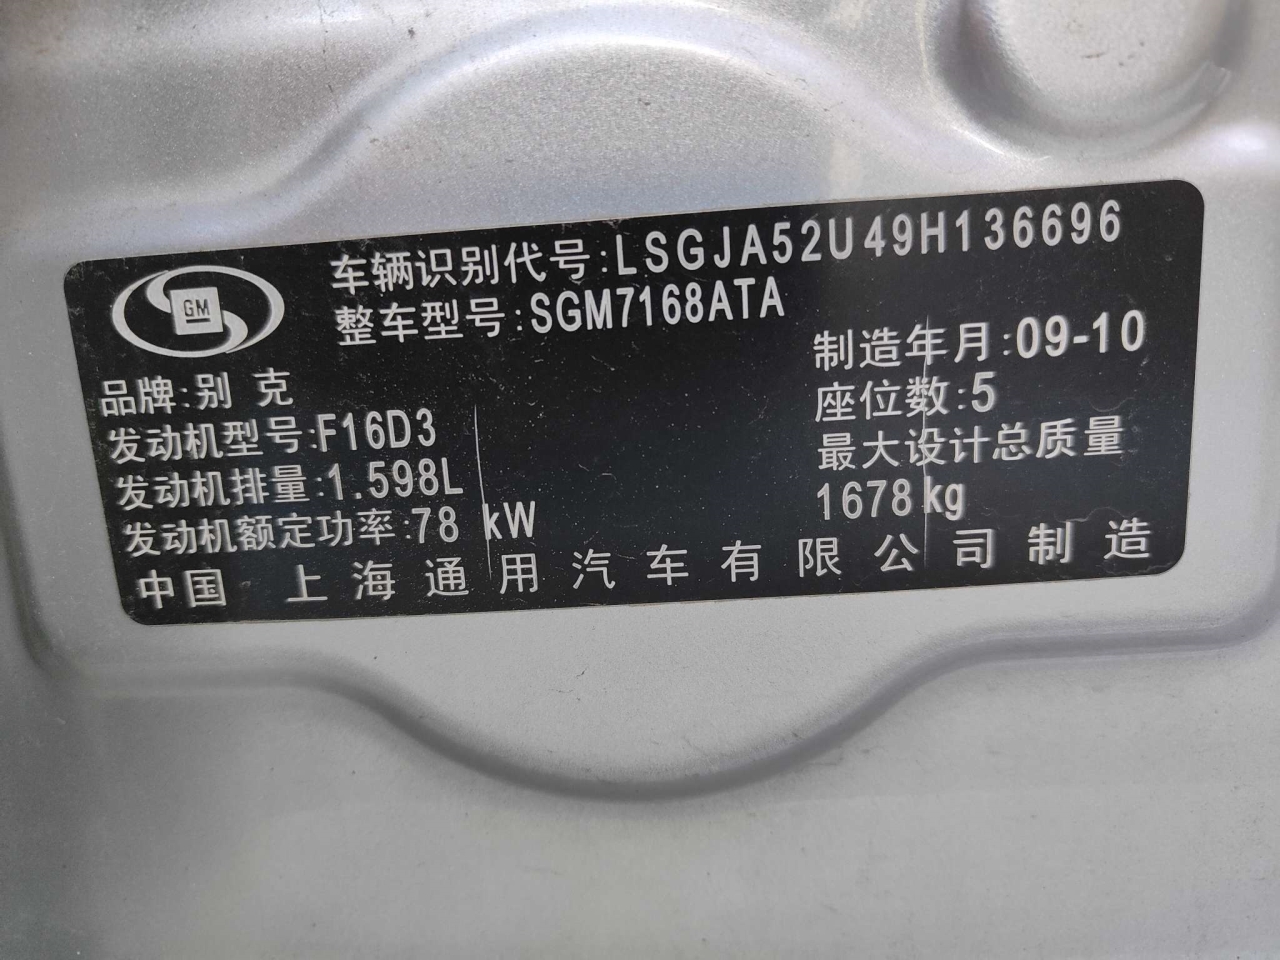 车辆识别代号:LSGJA52U49H136696
整车型号:SGM7168ATA
GM
制造年月:09-10
品牌:别克
座位数:5
发动机型号:F16D3
最大设计总质量
发动机排量:1.598L
1678kg
发动机额定功率:78 kW
中国 上海通用汽车有限公司制造